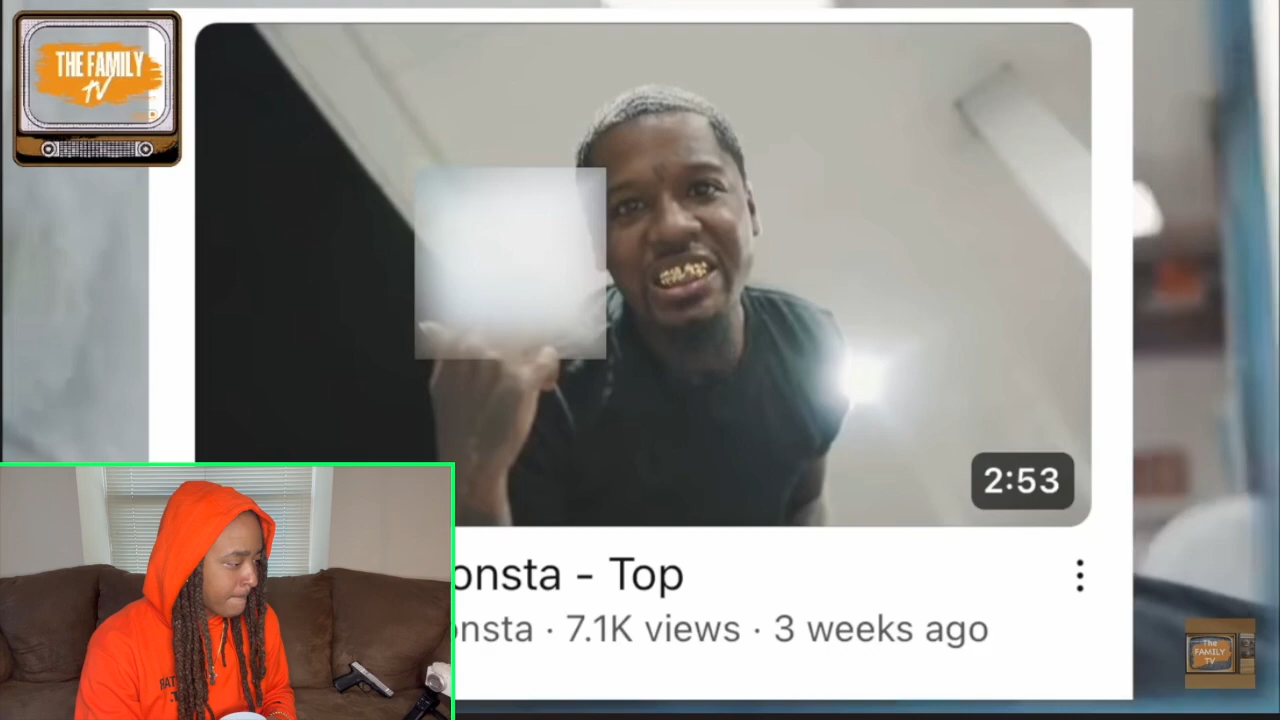 THE FAMILY
TV
2:53
onsta - Top
onsta · 7.1K views · 3 weeks ago
The
FAMILY
TV